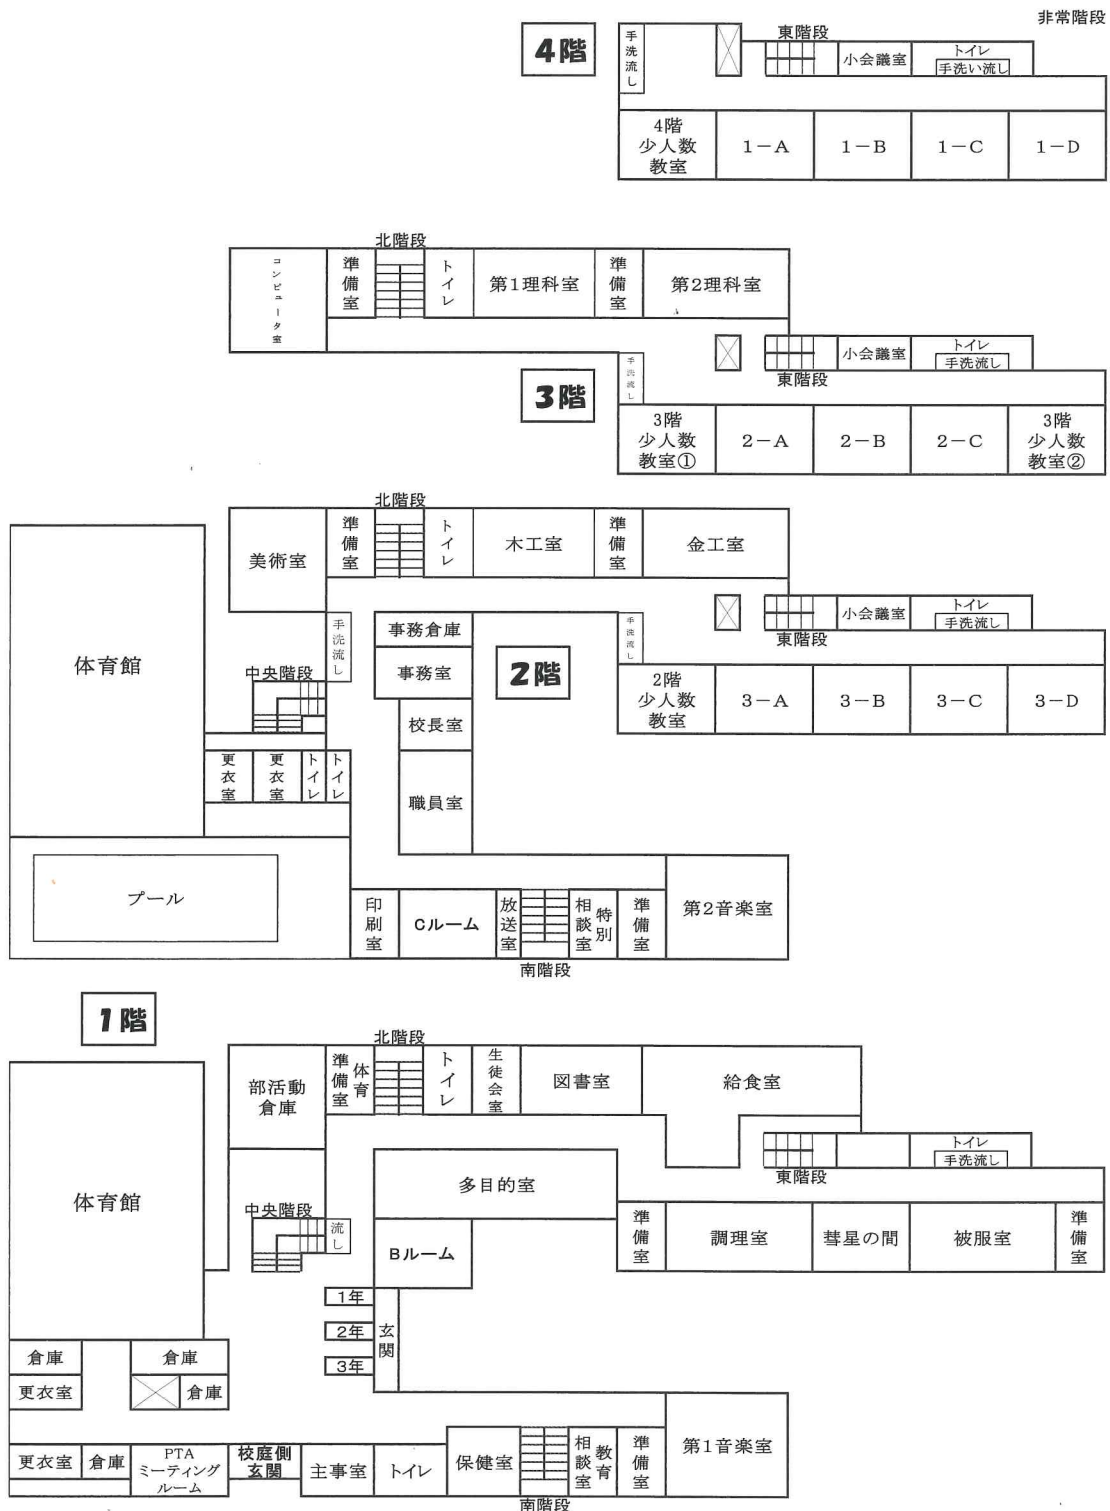 非常階段
4階
手洗流し
東階段
小会議室
トイレ
手洗い流し
4階
少人数
教室
1-A
1-B
1-C
1-D
北階段
コンピュータ室
準備室
トイレ
第1理科室
準備室
第2理科室
小会議室
トイレ
手洗流し
東階段
手洗流し
3階
3階
少人数
教室①
2-A
2-B
2-C
3階
少人数
教室②
北階段
美術室
準備室
トイレ
木工室
準備室
金工室
体育館
手洗流し
事務倉庫
小会議室
トイレ
手洗流し
東階段
手洗流し
中央階段
事務室
2階
2階
少人数
教室
3-A
3-B
3-C
3-D
校長室
更衣室
更衣室
トイレ
トイレ
職員室
プール
印刷室
Cルーム
放送室
特別
相談室
準備室
第2音楽室
南階段
1階
北階段
部活動
倉庫
体育
準備室
トイレ
生徒会室
図書室
給食室
トイレ
手洗流し
東階段
体育館
多目的室
中央階段
流し
Bルーム
準備室
調理室
彗星の間
被服室
準備室
1年
2年
3年
玄関
倉庫
倉庫
更衣室
倉庫
更衣室
倉庫
PTA
ミーティング
ルーム
校庭側
玄関
主事室
トイレ
保健室
教育
相談室
準備室
第1音楽室
南階段